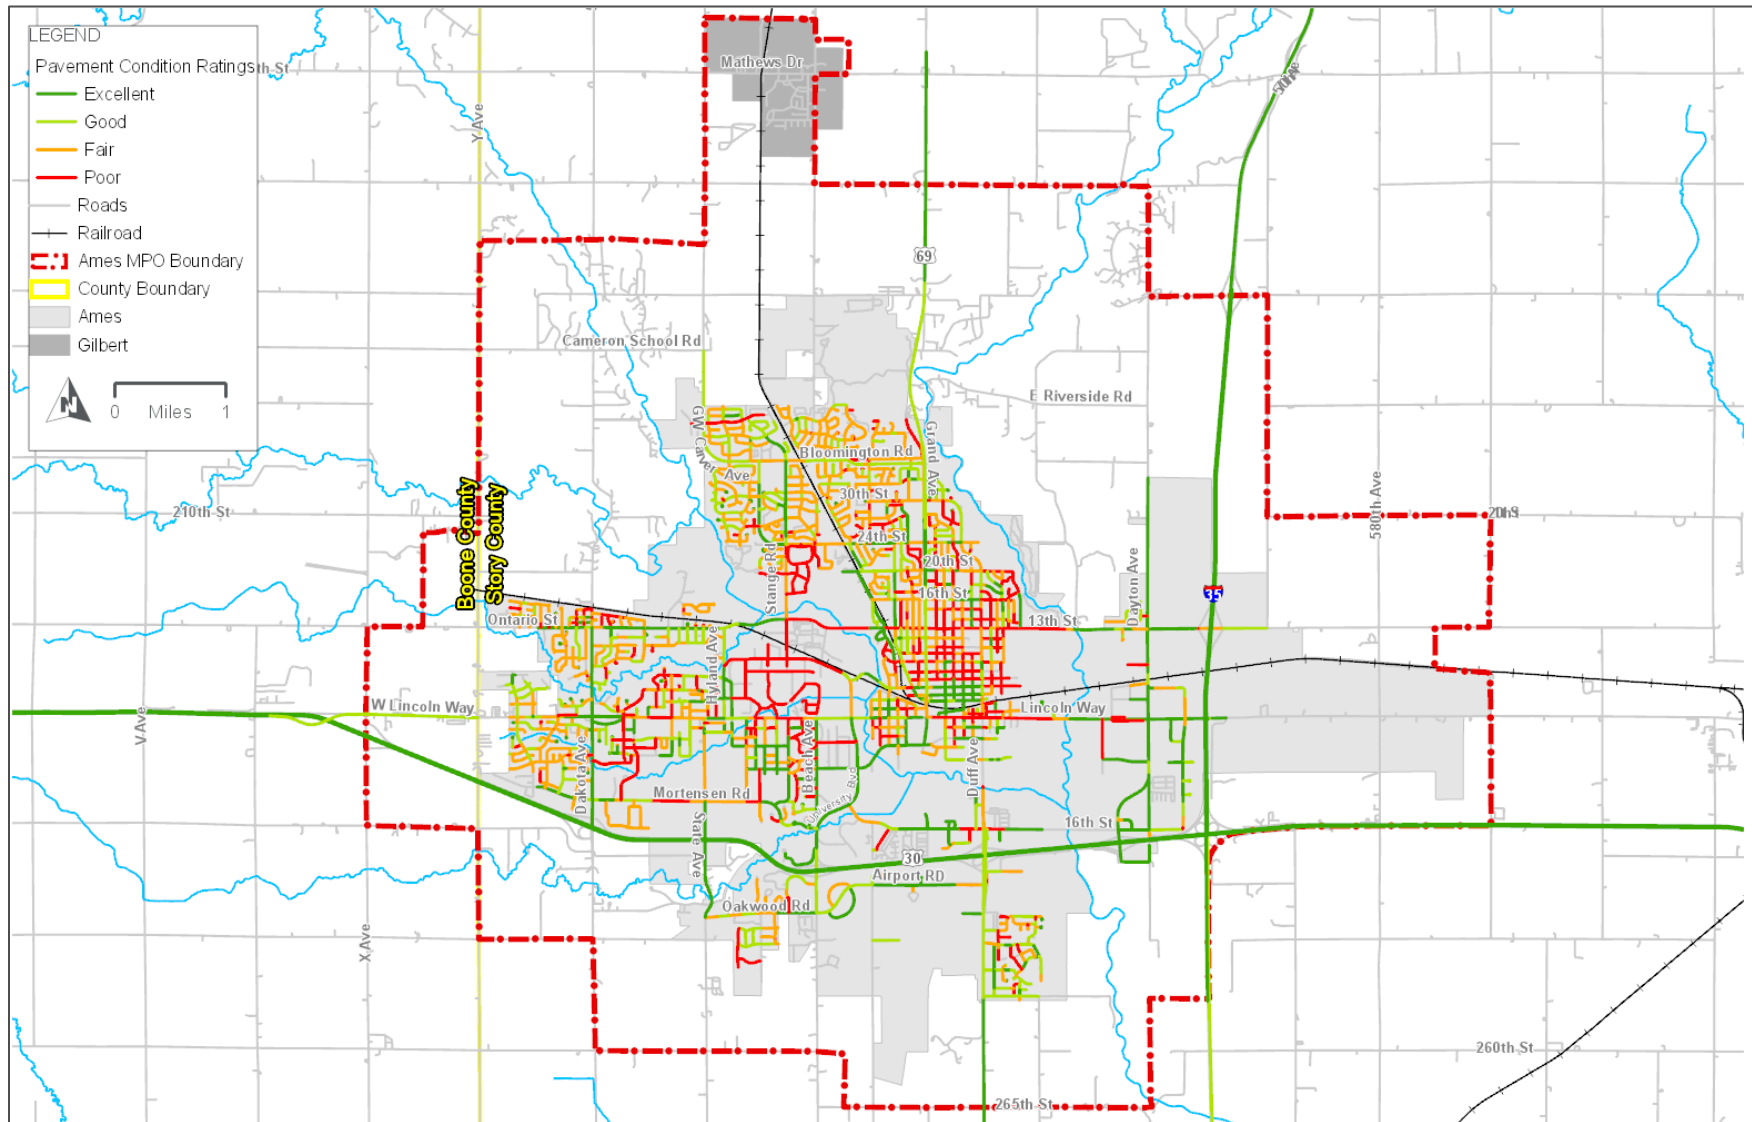 LEGEND
Pavement Condition Ratings
th St
Excellent
Good
Fair
Poor
Roads
Railroad
Ames MPO Boundary
County Boundary
Ames
Gilbert
N
0 Miles 1
Mathews Dr
Y Ave
69
Cameron School Rd
E Riverside Rd
GW Carver Ave
Grand Ave
Bloomington Rd
30th St
24th St
20th St
16th St
13th St
210th St
Boone County
Story County
580th Ave
Stange Rd
Dayton Ave
35
Ontario St
Hyland Ave
W Lincoln Way
Lincoln Way
V Ave
Dakota Ave
Beach Ave
Duff Ave
University Blvd
Mortensen Rd
16th St
State Ave
30
Airport RD
Oakwood Rd
X Ave
260th St
265th St